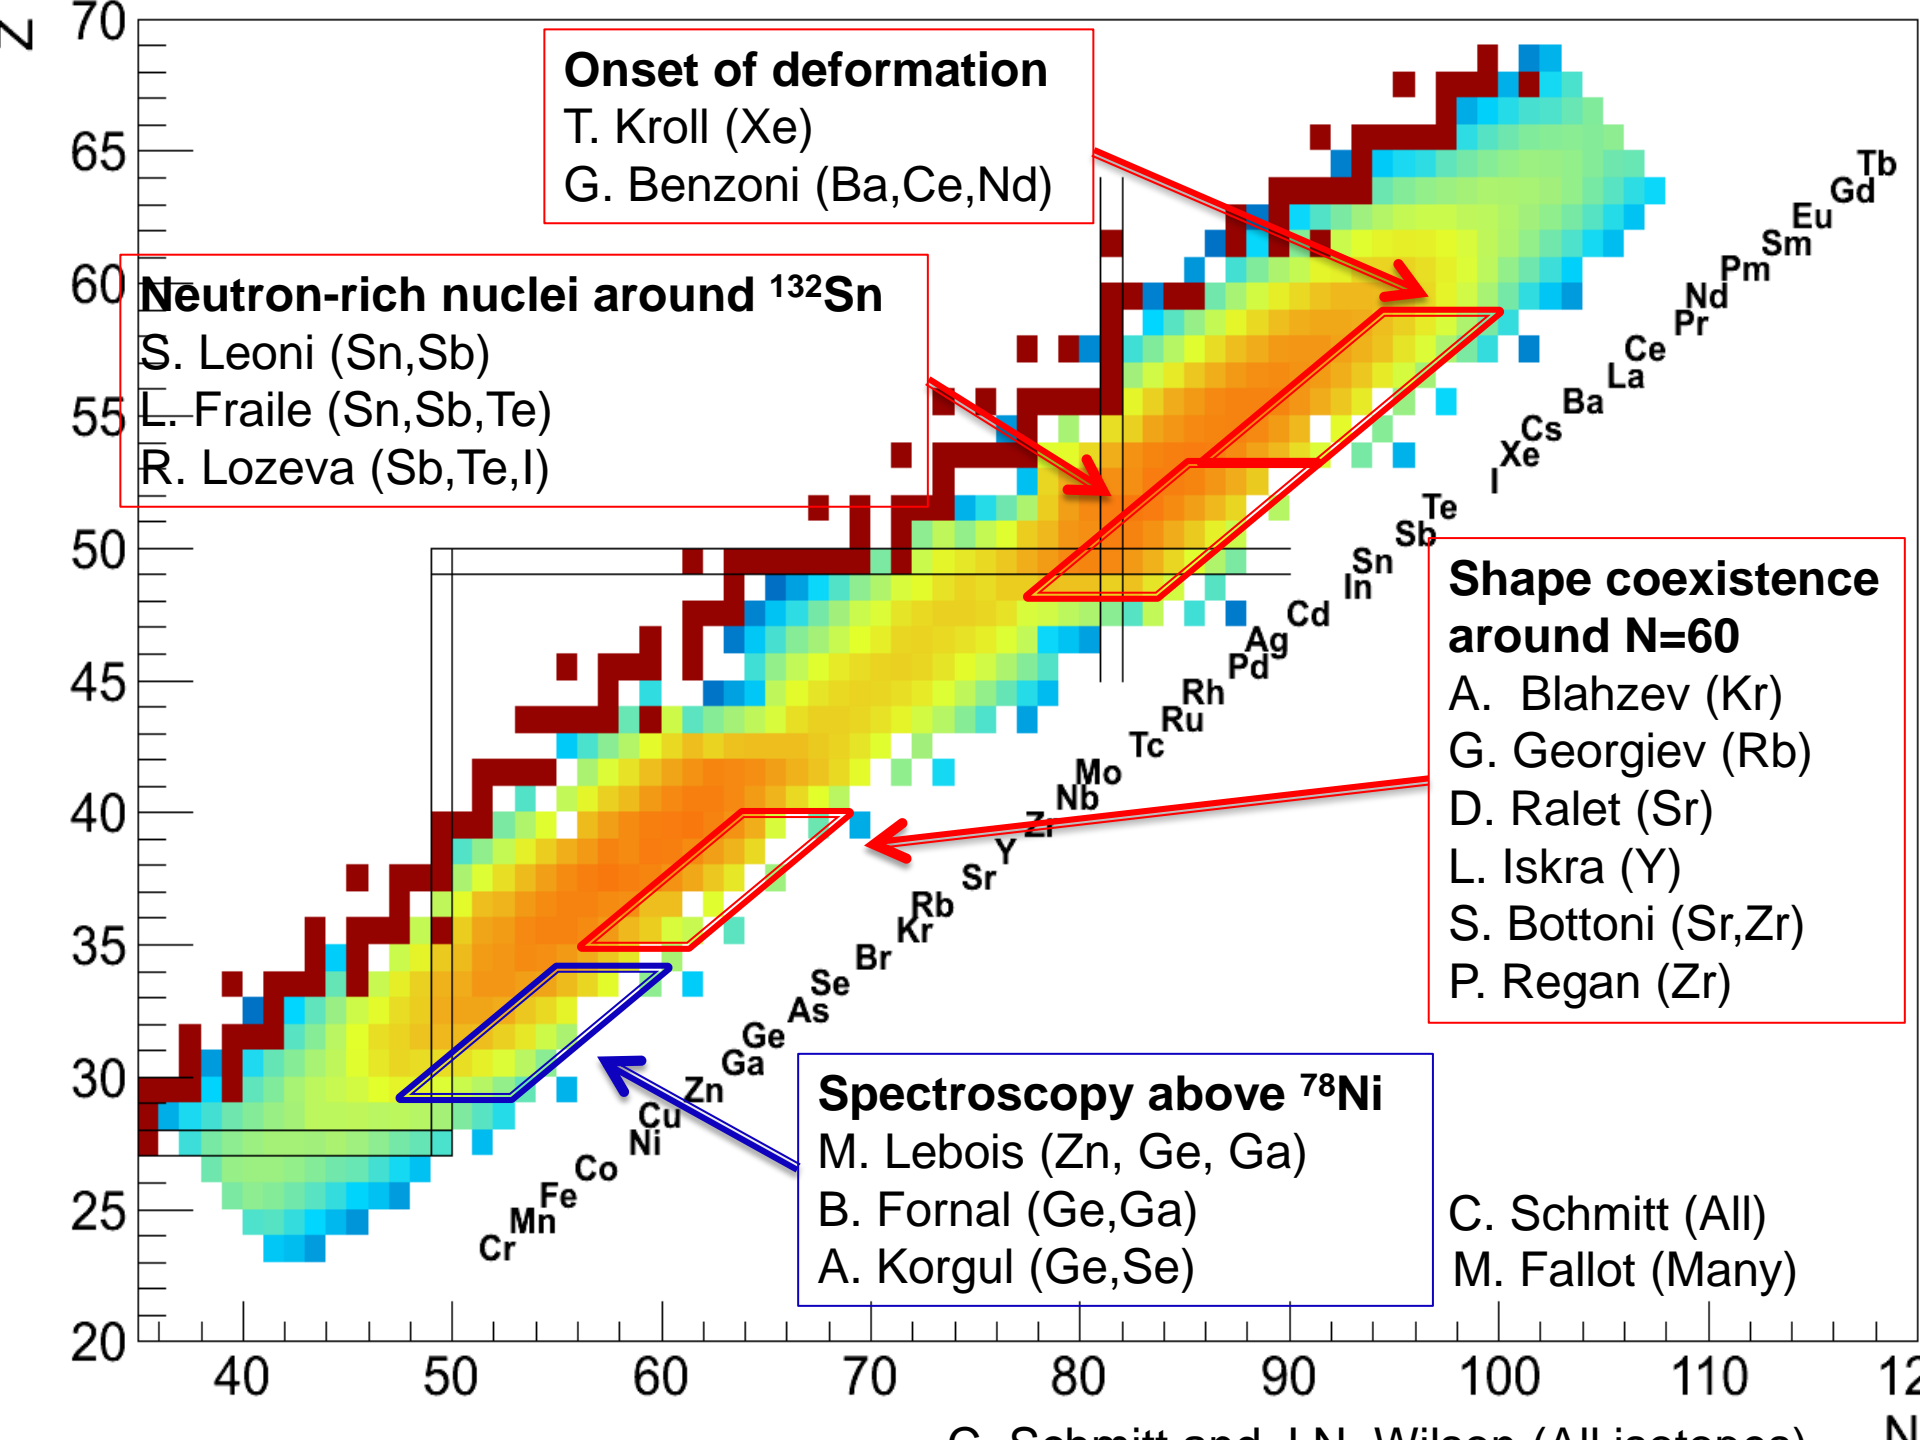 Z
70
65
60
55
50
45
40
35
30
25
20
Onset of deformation
T. Kroll (Xe)
G. Benzoni (Ba,Ce,Nd)
Neutron-rich nuclei around ¹³²Sn
S. Leoni (Sn,Sb)
L. Fraile (Sn,Sb,Te)
R. Lozeva (Sb,Te,I)
Tb
Gd
Eu
Sm
Pm
Nd
Pr
Ce
La
Ba
Cs
Xe
I
Te
Sb
Sn
In
Cd
Ag
Pd
Rh
Ru
Tc
Mo
Nb
Zr
Y
Sr
Rb
Kr
Br
Se
As
Ge
Ga
Zn
Cu
Ni
Co
Fe
Mn
Cr
Shape coexistence
around N=60
A. Blahzev (Kr)
G. Georgiev (Rb)
D. Ralet (Sr)
L. Iskra (Y)
S. Bottoni (Sr,Zr)
P. Regan (Zr)
Spectroscopy above ⁷⁸Ni
M. Lebois (Zn, Ge, Ga)
B. Fornal (Ge,Ga)
A. Korgul (Ge,Se)
C. Schmitt (All)
M. Fallot (Many)
40 50 60 70 80 90 100 110 12
N
C. Schmitt and J.N. Wilson (All isotopes)